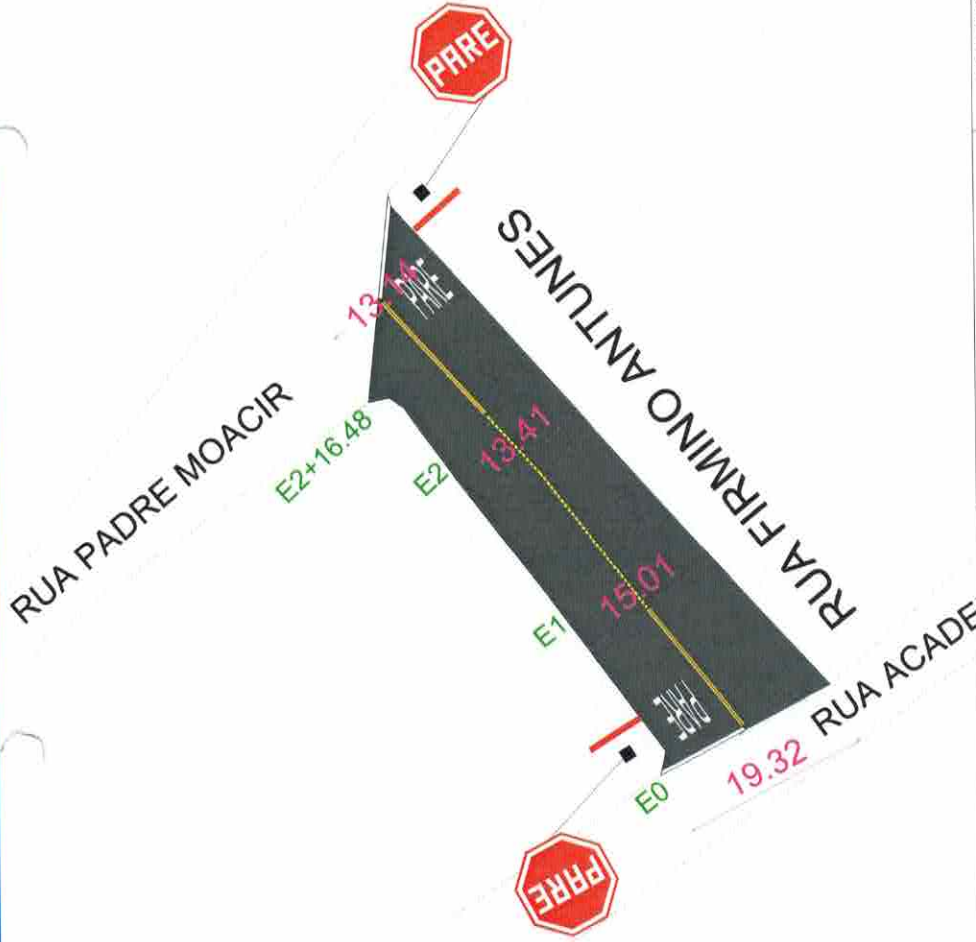 PARE
RUA FIRMINO ANTUNES
PARE
13.14
RUA PADRE MOACIR
E2+16.48
E2
13.41
15.01
E1
PARE
RUA ACADE
19.32
E0
PARE